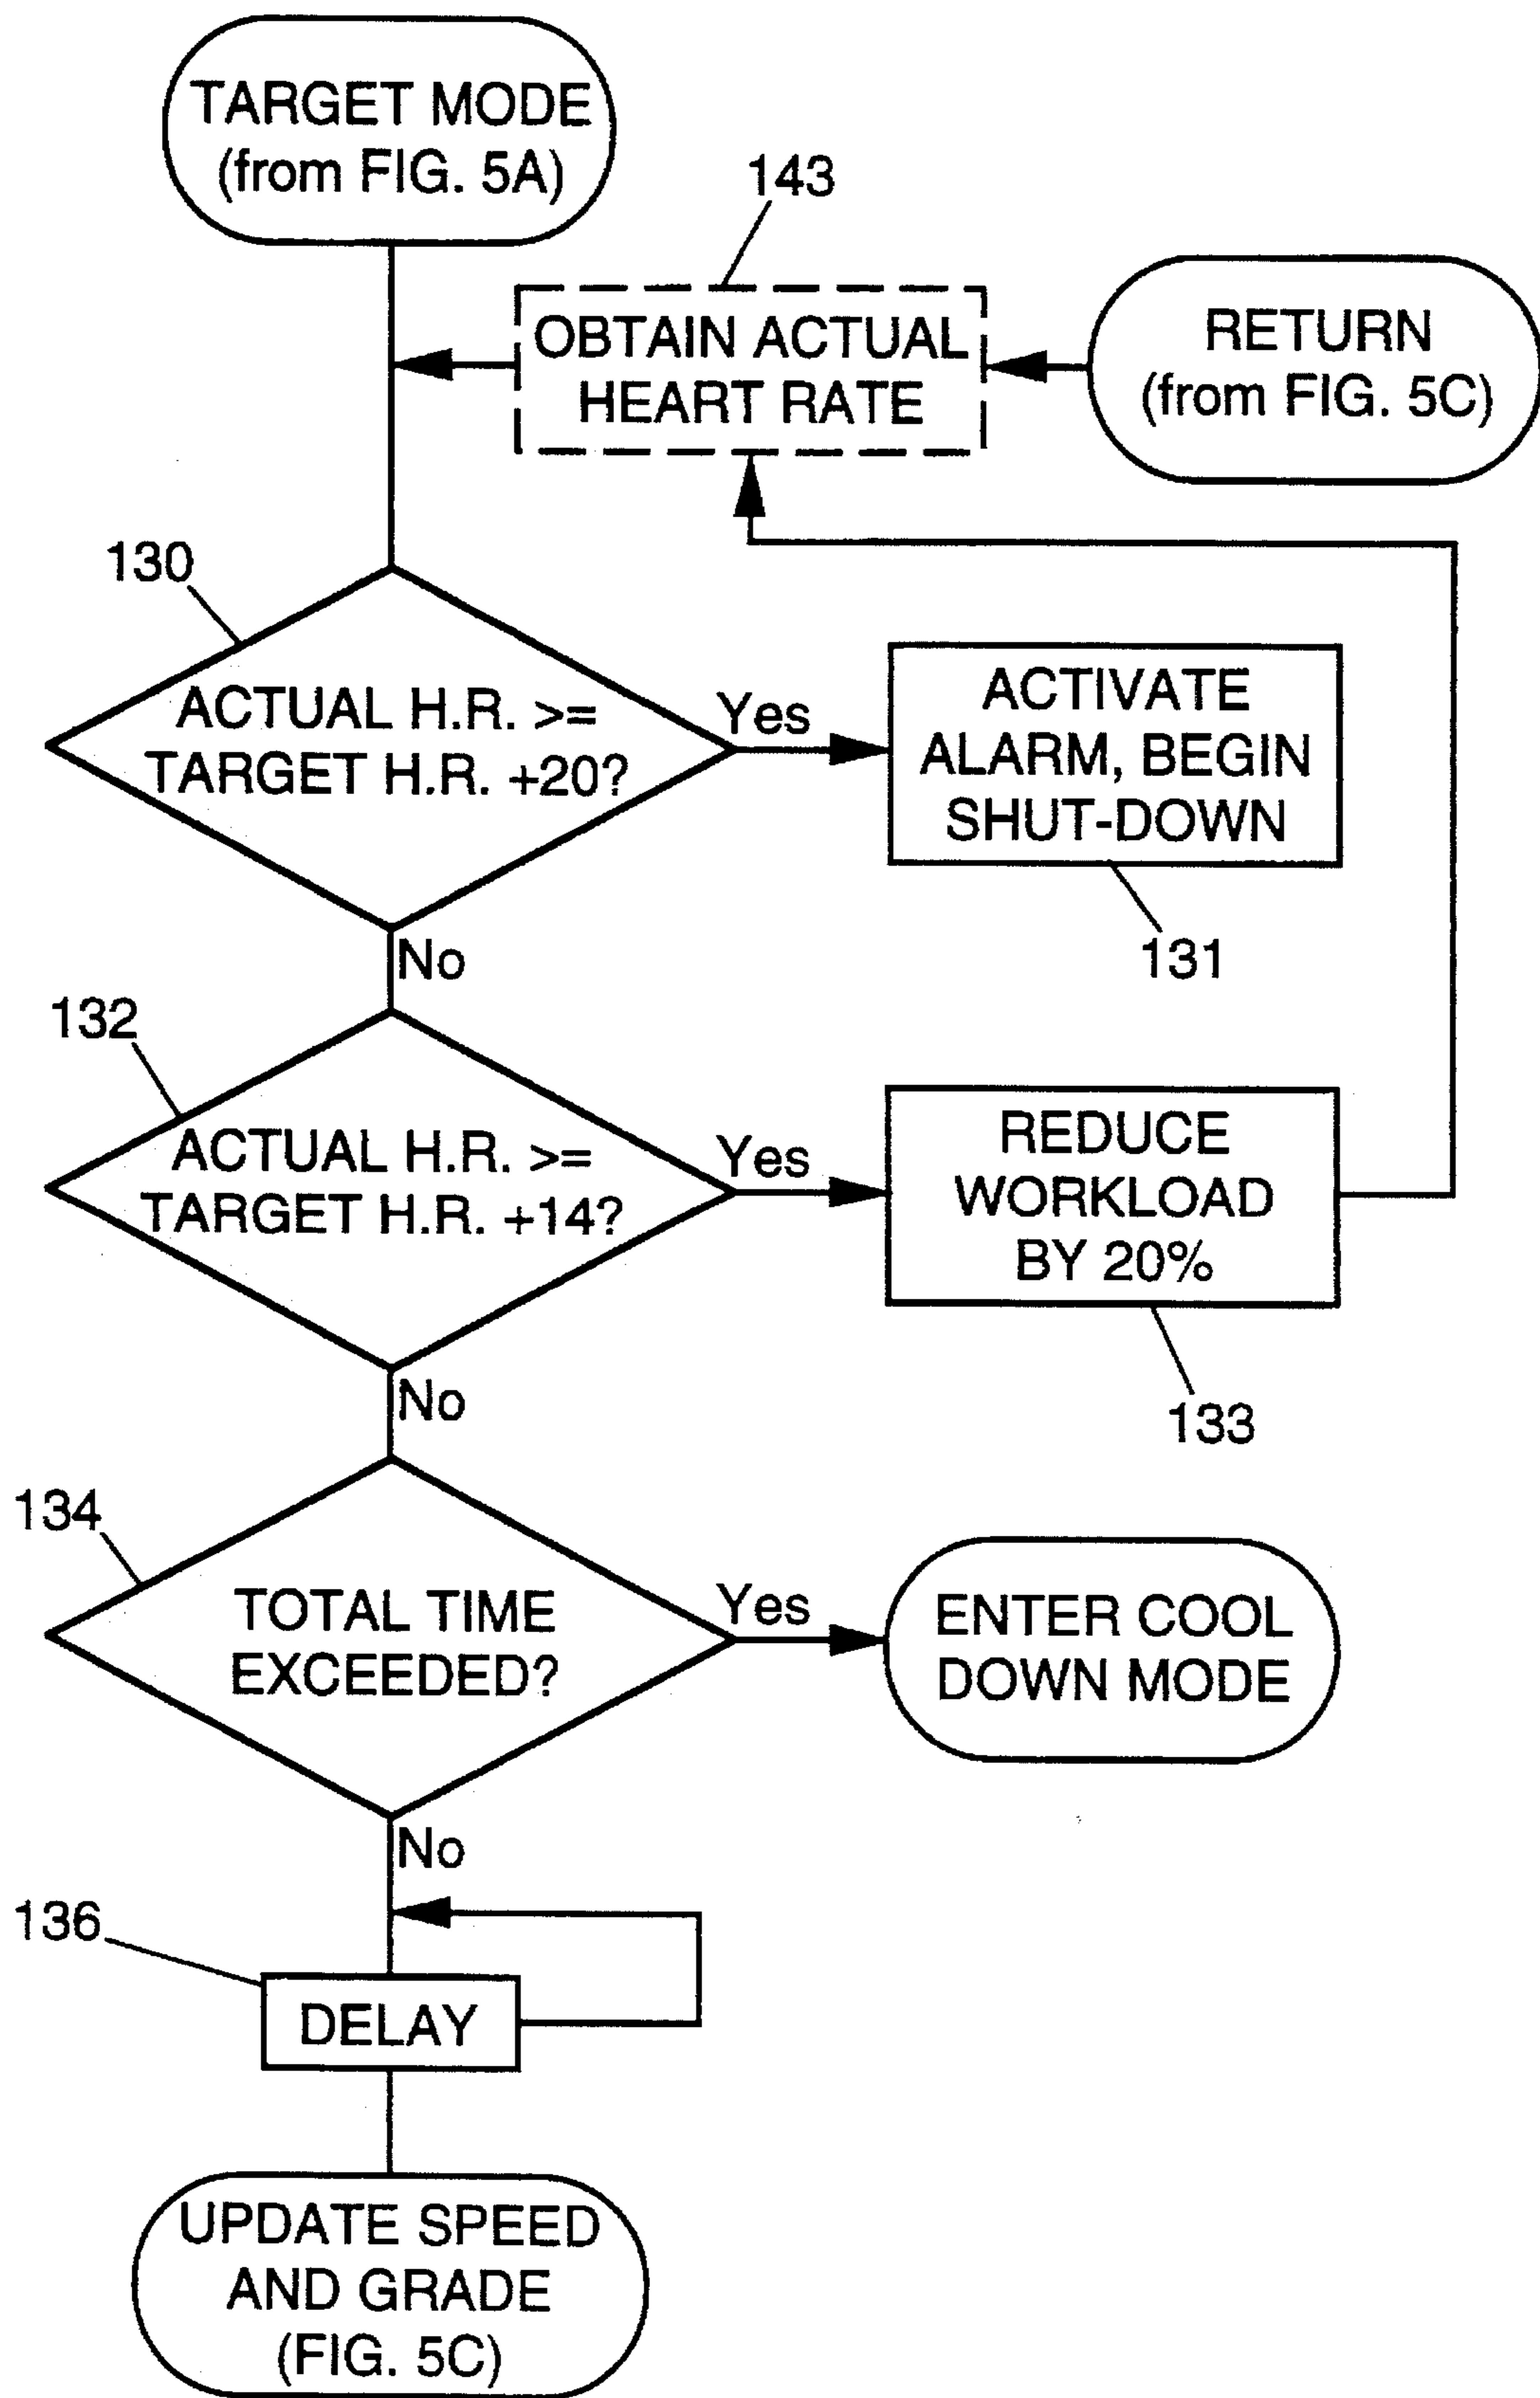 TARGET MODE
(from FIG. 5A)
143
OBTAIN ACTUAL
HEART RATE
RETURN
(from FIG. 5C)
130
ACTUAL H.R. >=
TARGET H.R. +20?
Yes
ACTIVATE
ALARM, BEGIN
SHUT-DOWN
131
No
132
ACTUAL H.R. >=
TARGET H.R. +14?
Yes
REDUCE
WORKLOAD
BY 20%
133
No
134
TOTAL TIME
EXCEEDED?
Yes
ENTER COOL
DOWN MODE
No
136
DELAY
UPDATE SPEED
AND GRADE
(FIG. 5C)